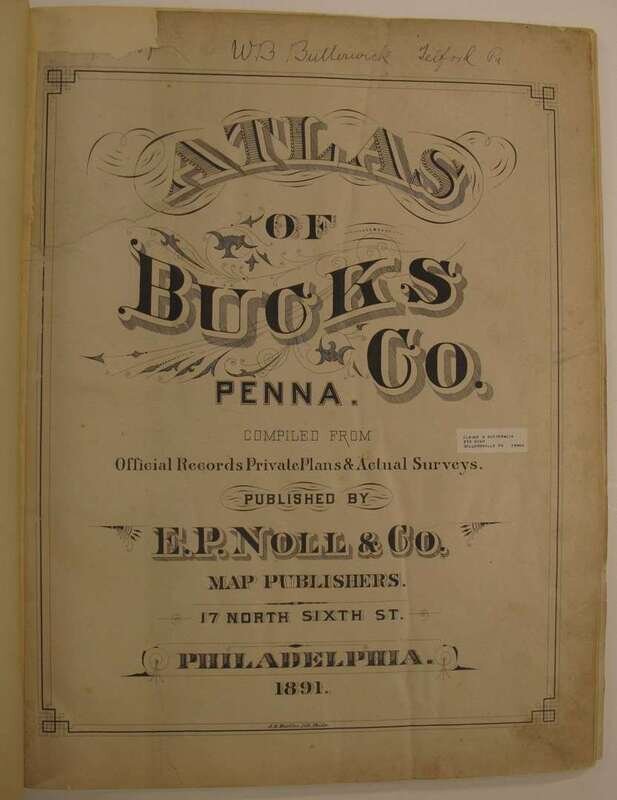 WB Butterwick Telford Pa
ATLAS
OF
BUCKS
CO.
PENNA.
COMPILED FROM
Official Records Private Plans & Actual Surveys.
PUBLISHED BY
E.P. NOLL & CO.
MAP PUBLISHERS.
17 NORTH SIXTH ST.
PHILADELPHIA.
1891.